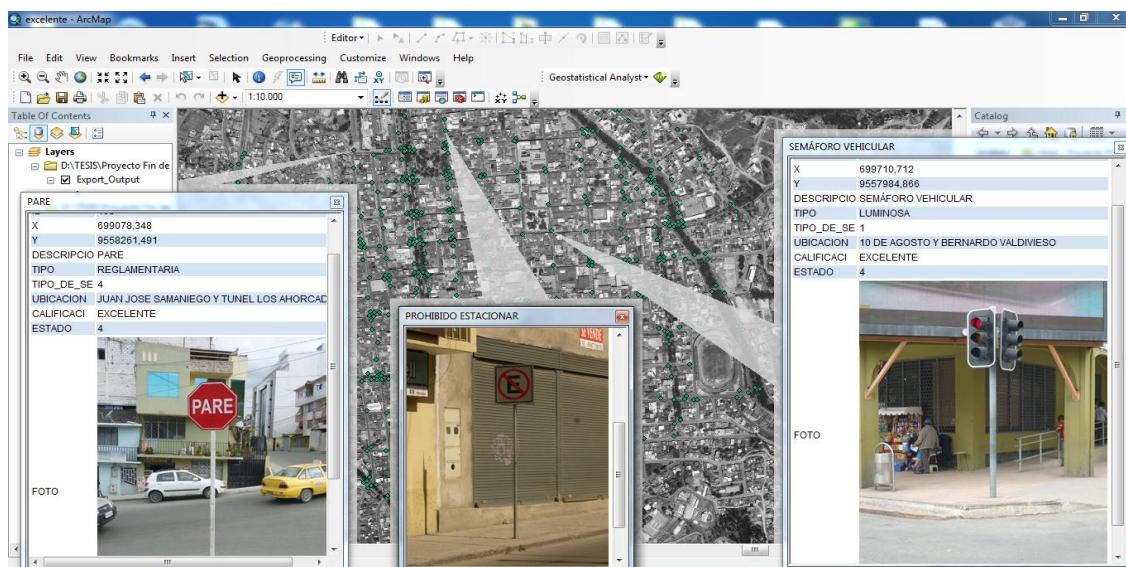 excelente - ArcMap
Editor
File Edit View Bookmarks Insert Selection Geoprocessing Customize Windows Help
Geostatistical Analyst
1:10.000
Table Of Contents
Layers
D:\TESIS\Proyecto Fin de
Export_Output
Catalog
PARE
X 699078,348
Y 9558261,491
DESCRIPCIO PARE
TIPO REGLAMENTARIA
TIPO_DE_SE 4
UBICACION JUAN JOSE SAMANIEGO Y TUNEL LOS AHORCAD
CALIFICACI EXCELENTE
ESTADO 4
FOTO
PARE
PROHIBIDO ESTACIONAR
SE VENDE
E
SEMÁFORO VEHICULAR
X 699710,712
Y 9557984,866
DESCRIPCIO SEMÁFORO VEHICULAR
TIPO LUMINOSA
TIPO_DE_SE 1
UBICACION 10 DE AGOSTO Y BERNARDO VALDIVIESO
CALIFICACI EXCELENTE
ESTADO 4
FOTO